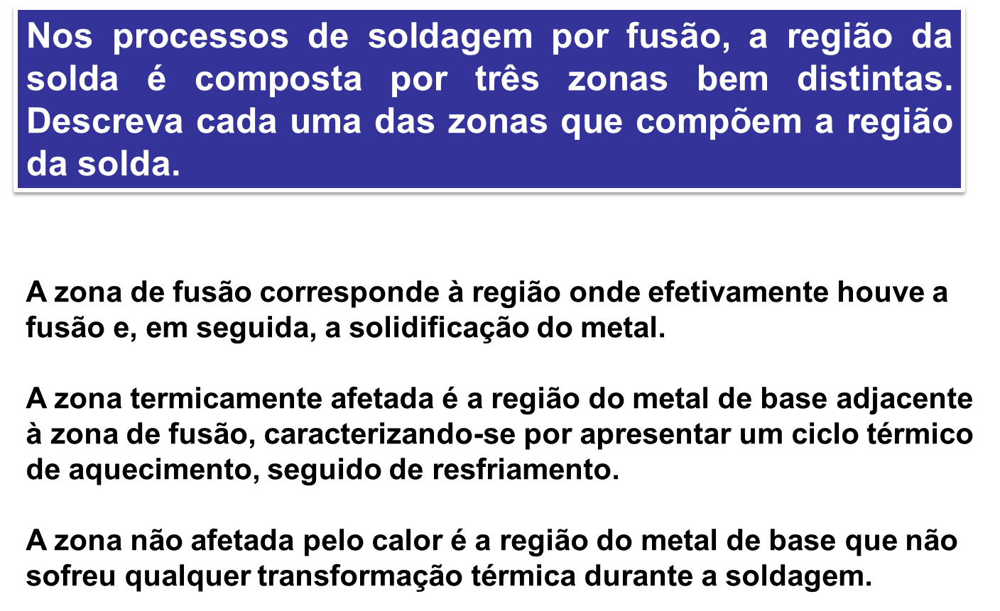 Nos processos de soldagem por fusão, a região da
solda é composta por três zonas bem distintas.
Descreva cada uma das zonas que compõem a região
da solda.
A zona de fusão corresponde à região onde efetivamente houve a
fusão e, em seguida, a solidificação do metal.
A zona termicamente afetada é a região do metal de base adjacente
à zona de fusão, caracterizando-se por apresentar um ciclo térmico
de aquecimento, seguido de resfriamento.
A zona não afetada pelo calor é a região do metal de base que não
sofreu qualquer transformação térmica durante a soldagem.